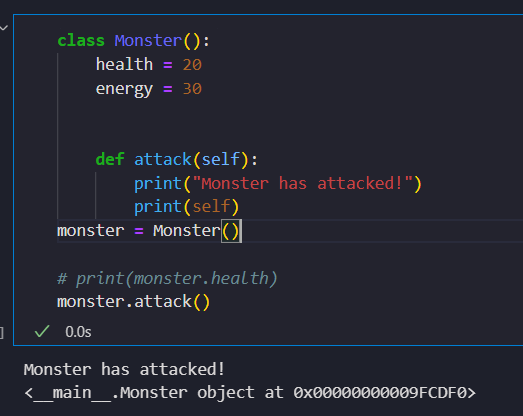 class Monster():
    health = 20
    energy = 30
    def attack(self):
        print("Monster has attacked!")
        print(self)
monster = Monster()
# print(monster.health)
monster.attack()
] 0.0s
Monster has attacked!
<__main__.Monster object at 0x00000000009FCDF0>